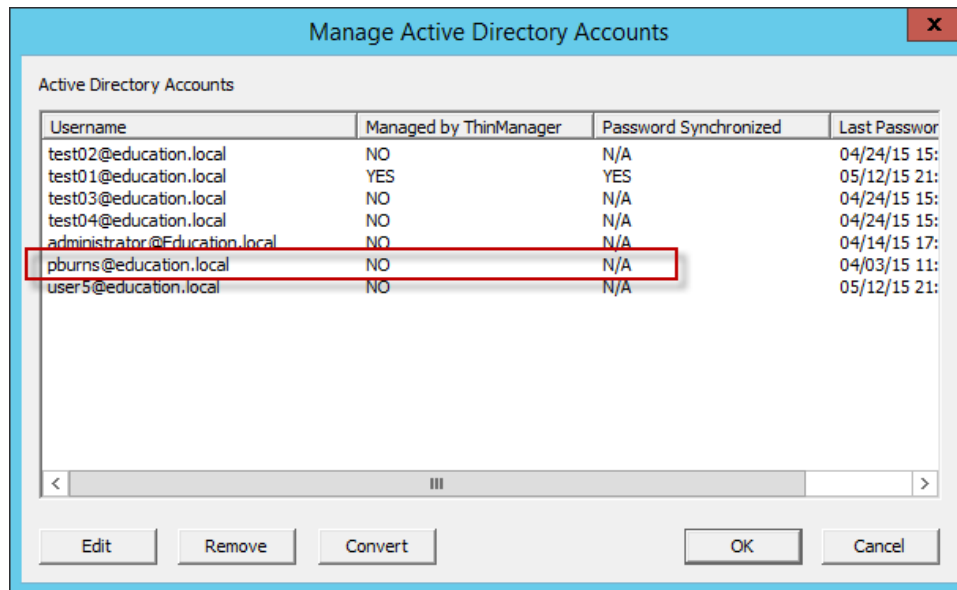 Manage Active Directory Accounts
x
Active Directory Accounts
Username Managed by ThinManager Password Synchronized Last Passwor
test02@education.local NO N/A 04/24/15 15:
test01@education.local YES YES 05/12/15 21:
test03@education.local NO N/A 04/24/15 15:
test04@education.local NO N/A 04/24/15 15:
administrator@Education.local NO N/A 04/14/15 17:
pburns@education.local NO N/A 04/03/15 11:
user5@education.local NO N/A 05/12/15 21:
Edit Remove Convert OK Cancel